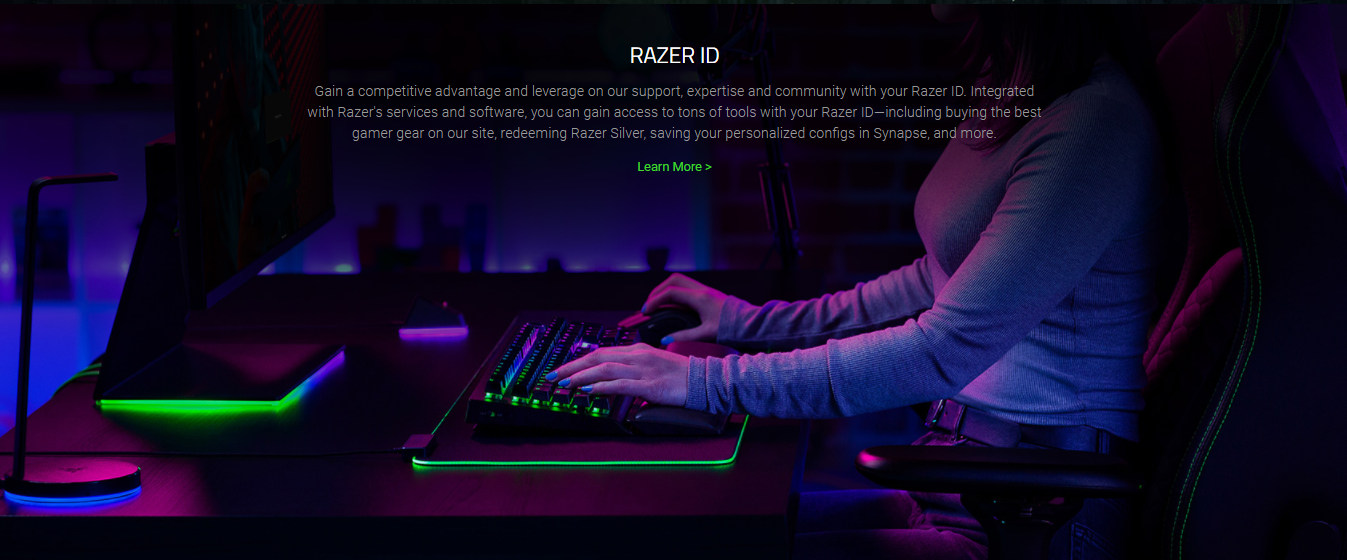 RAZER ID
Gain a competitive advantage and leverage on our support, expertise and community with your Razer ID. Integrated
with Razer's services and software, you can gain access to tons of tools with your Razer ID—including buying the best
gamer gear on our site, redeeming Razer Silver, saving your personalized configs in Synapse, and more.
Learn More >